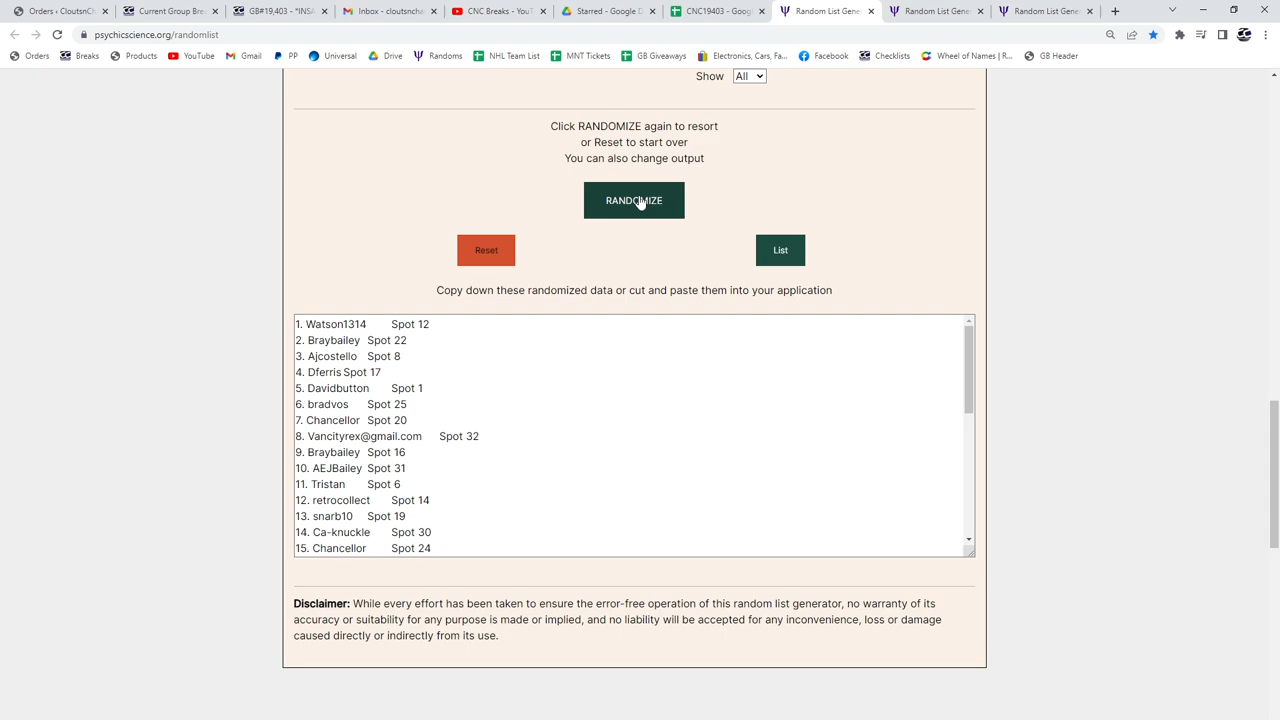 Orders < CloutsnCh
Current Group Break
GB#19,403 - "INSA
Inbox - cloutsncha
CNC Breaks - YouT
Starred - Google D
CNC19403 - Goog
Random List Gene
Random List Gene
Random List Gene
psychicscience.org/randomlist
Orders Breaks Products YouTube Gmail PP Universal Drive Randoms NHL Team List MNT Tickets GB Giveaways Electronics, Cars, Fa... Facebook Checklists Wheel of Names | R... GB Header
Show All
Click RANDOMIZE again to resort
or Reset to start over
You can also change output
RANDOMIZE
Reset
List
Copy down these randomized data or cut and paste them into your application
1. Watson1314 Spot 12
2. Braybailey Spot 22
3. Ajcostello Spot 8
4. Dferris Spot 17
5. Davidbutton Spot 1
6. bradvos Spot 25
7. Chancellor Spot 20
8. Vancityrex@gmail.com Spot 32
9. Braybailey Spot 16
10. AEJBailey Spot 31
11. Tristan Spot 6
12. retrocollect Spot 14
13. snarb10 Spot 19
14. Ca-knuckle Spot 30
15. Chancellor Spot 24
Disclaimer: While every effort has been taken to ensure the error-free operation of this random list generator, no warranty of its
accuracy or suitability for any purpose is made or implied, and no liability will be accepted for any inconvenience, loss or damage
caused directly or indirectly from its use.